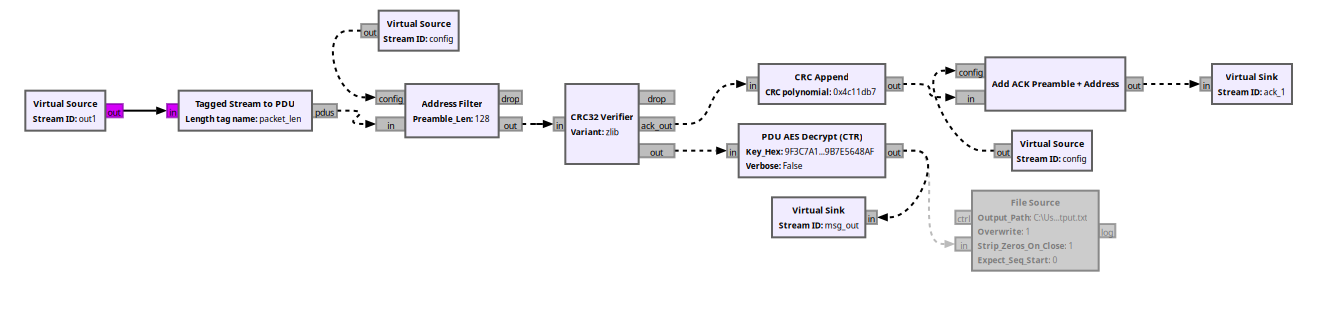 Virtual Source
Stream ID: config
out
Virtual Source
Stream ID: out1
out
in
Tagged Stream to PDU
Length tag name: packet_len
pdus
config
in
Address Filter
Preamble_Len: 128
drop
out
in
CRC32 Verifier
Variant: zlib
drop
ack_out
out
in
CRC Append
CRC polynomial: 0x4c11db7
out
in
PDU AES Decrypt (CTR)
Key_Hex: 9F3C7A1...9B7E5648AF
Verbose: False
out
Virtual Sink
Stream ID: msg_out
in
config
in
Add ACK Preamble + Address
out
in
Virtual Sink
Stream ID: ack_1
out
Virtual Source
Stream ID: config
ctrl
in
File Source
Output_Path: C:\Us...tput.txt
Overwrite: 1
Strip_Zeros_On_Close: 1
Expect_Seq_Start: 0
log